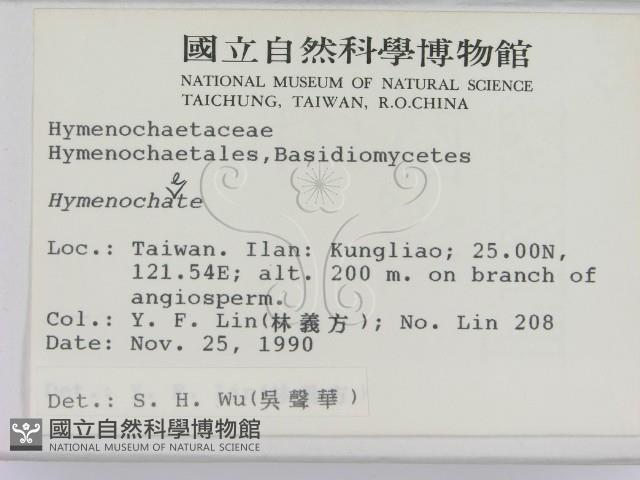 國立自然科學博物館
NATIONAL MUSEUM OF NATURAL SCIENCE
TAICHUNG, TAIWAN, R.O.CHINA
Hymenochaetaceae
Hymenochaetales,Basidiomycetes
e
Hymenochate
Loc.: Taiwan. Ilan: Kungliao; 25.00N,
121.54E; alt. 200 m. on branch of
angiosperm.
Col.: Y. F. Lin(林義方); No. Lin 208
Date: Nov. 25, 1990
Det.: S. H. Wu(吳聲華)
國立自然科學博物館
NATIONAL MUSEUM OF NATURAL SCIENCE